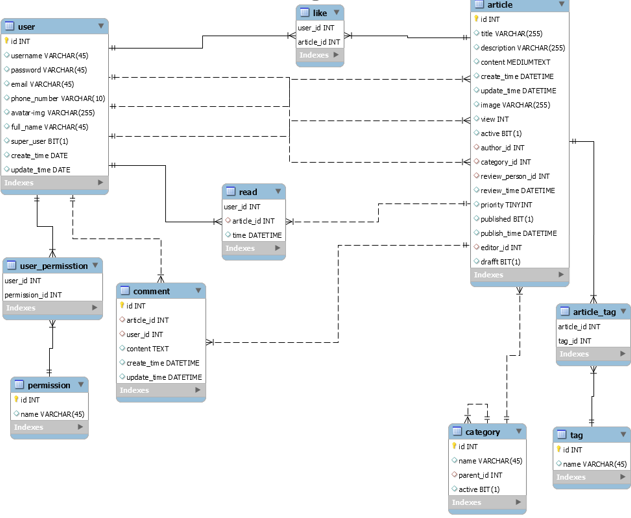 user
id INT
username VARCHAR(45)
password VARCHAR(45)
email VARCHAR(45)
phone_number VARCHAR(10)
avatar-img VARCHAR(255)
full_name VARCHAR(45)
super_user BIT(1)
create_time DATE
update_time DATE
Indexes
like
user_id INT
article_id INT
Indexes
article
id INT
title VARCHAR(255)
description VARCHAR(255)
content MEDIUMTEXT
create_time DATETIME
update_time DATETIME
image VARCHAR(255)
view INT
active BIT(1)
author_id INT
category_id INT
review_person_id INT
review_time DATETIME
priority TINYINT
published BIT(1)
publish_time DATETIME
editor_id INT
drafft BIT(1)
Indexes
read
user_id INT
article_id INT
time DATETIME
Indexes
user_permisstion
user_id INT
permission_id INT
Indexes
comment
id INT
article_id INT
user_id INT
content TEXT
create_time DATETIME
update_time DATETIME
Indexes
article_tag
article_id INT
tag_id INT
Indexes
permission
id INT
name VARCHAR(45)
Indexes
category
id INT
name VARCHAR(45)
parent_id INT
active BIT(1)
Indexes
tag
id INT
name VARCHAR(45)
Indexes